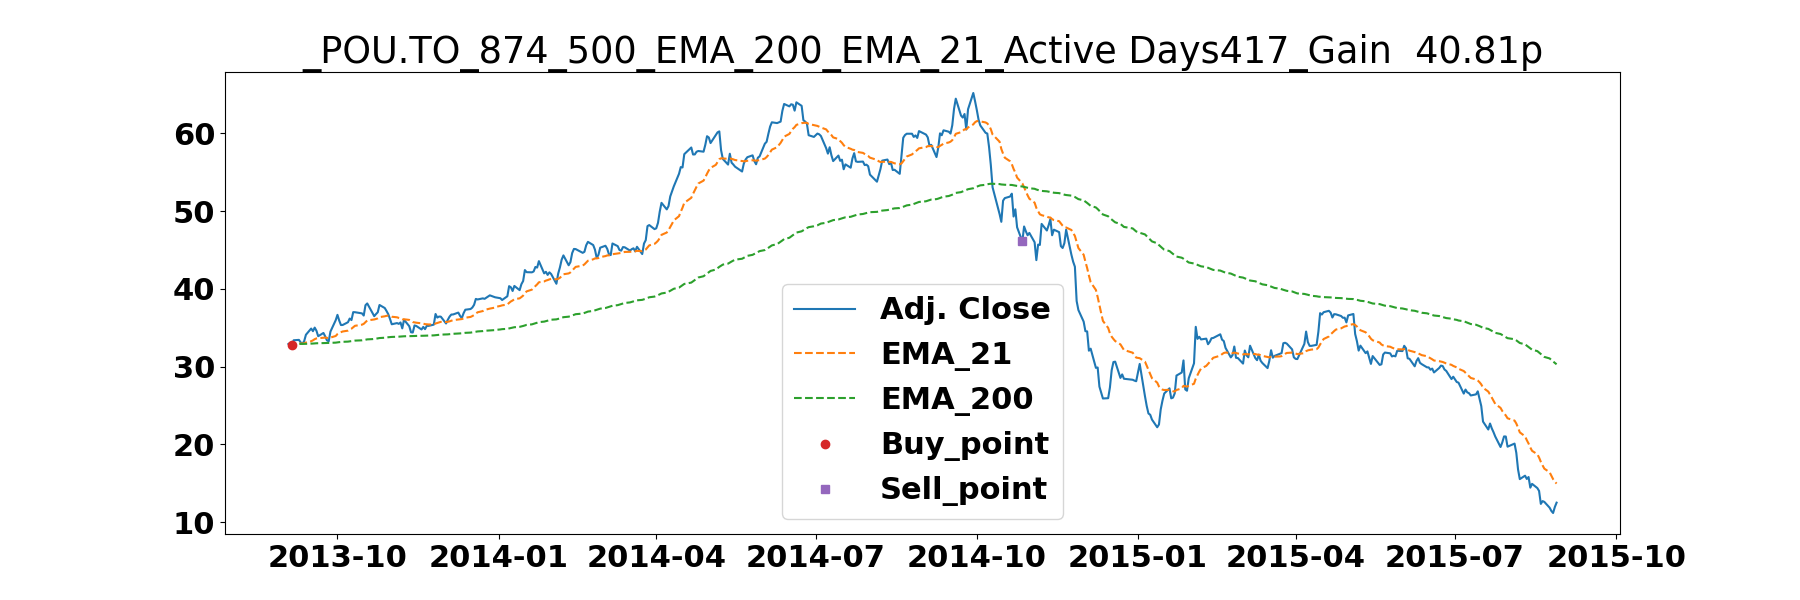 _POU.TO_874_500_EMA_200_EMA_21_Active Days417_Gain  40.81p
60
50
40
30
20
10
Adj. Close
EMA_21
EMA_200
Buy_point
Sell_point
2013-10 2014-01 2014-04 2014-07 2014-10 2015-01 2015-04 2015-07 2015-10